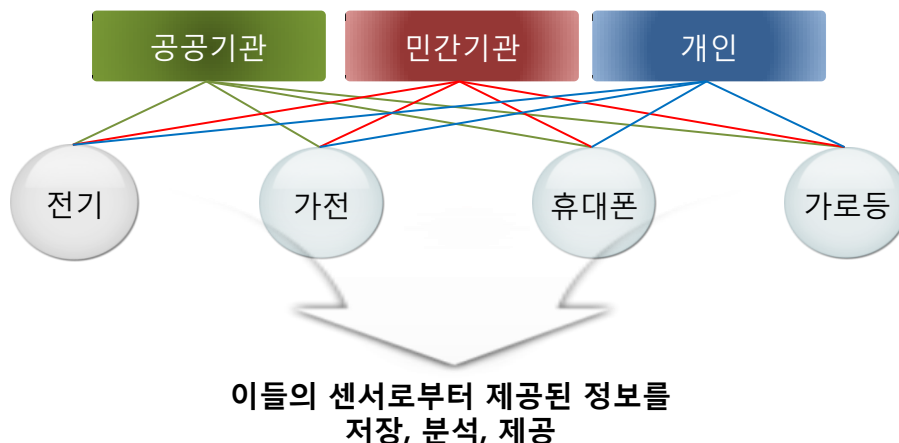 공공기관
민간기관
개인
전기
가전
휴대폰
가로등
이들의 센서로부터 제공된 정보를
저장, 분석, 제공